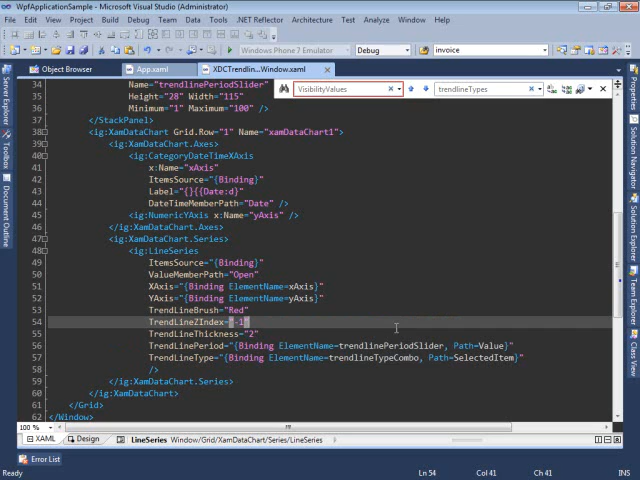 WpfApplicationSample - Microsoft Visual Studio (Administrator)
File Edit View Project Build Debug Team Data Tools .NET Reflector Architecture Test Analyze Window Help
Windows Phone 7 Emulator Debug invoice
Object Browser App.xaml XDCTrendlin...Window.xaml
VisibilityValues trendlineTypes
34 Name="trendlinePeriodSlider"
35 Height="28" Width="115"
36 Minimum="1" Maximum="100" />
37 </StackPanel>
38 <ig:XamDataChart Grid.Row="1" Name="xamDataChart1">
39 <ig:XamDataChart.Axes>
40 <ig:CategoryDateTimeXAxis
41 x:Name="xAxis"
42 ItemsSource="{Binding}"
43 Label="{}{Date:d}"
44 DateTimeMemberPath="Date" />
45 <ig:NumericYAxis x:Name="yAxis" />
46 </ig:XamDataChart.Axes>
47 <ig:XamDataChart.Series>
48 <ig:LineSeries
49 ItemsSource="{Binding}"
50 ValueMemberPath="Open"
51 XAxis="{Binding ElementName=xAxis}"
52 YAxis="{Binding ElementName=yAxis}"
53 TrendLineBrush="Red"
54 TrendLineZIndex="-1"
55 TrendLineThickness="2"
56 TrendLinePeriod="{Binding ElementName=trendlinePeriodSlider, Path=Value}"
57 TrendLineType="{Binding ElementName=trendlineTypeCombo, Path=SelectedItem}"
58 />
59 </ig:XamDataChart.Series>
60 </ig:XamDataChart>
61 </Grid>
62 </Window>
100 %
XAML Design LineSeries Window/Grid/XamDataChart/Series/LineSeries
Error List
Ready Ln 54 Col 41 Ch 41 INS
Server Explorer
Toolbox
Document Outline
Properties
Solution Navigator
Solution Explorer
Team Explorer
Class View